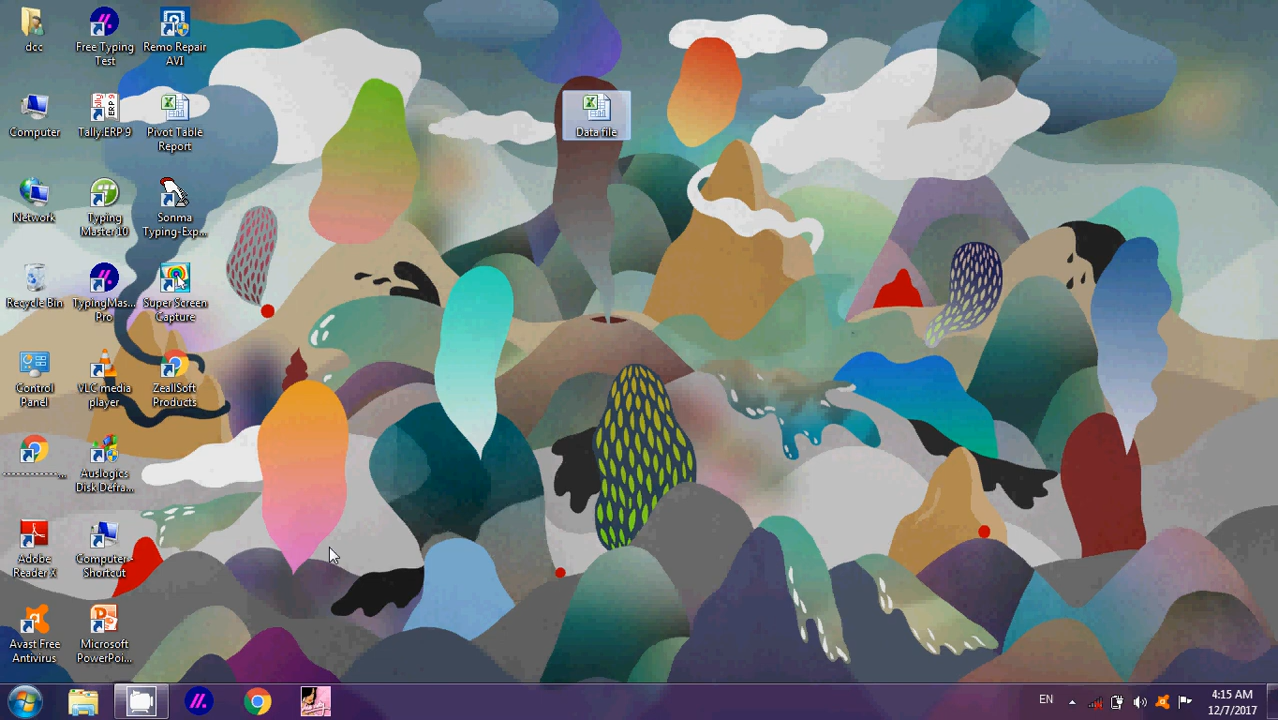 dcc
Free Typing
Test
Remo Repair
AVI
Computer
Tally.ERP 9
Pivot Table
Report
Data file
Network
Typing
Master 10
Sonma
Typing-Exp...
Recycle Bin
TypingMas...
Pro
Super Screen
Capture
Control
Panel
VLC media
player
ZeallSoft
Products
Auslogics
Disk Defra...
Adobe
Reader X
Computer -
Shortcut
Avast Free
Antivirus
Microsoft
PowerPoi...
EN
4:15 AM
12/7/2017